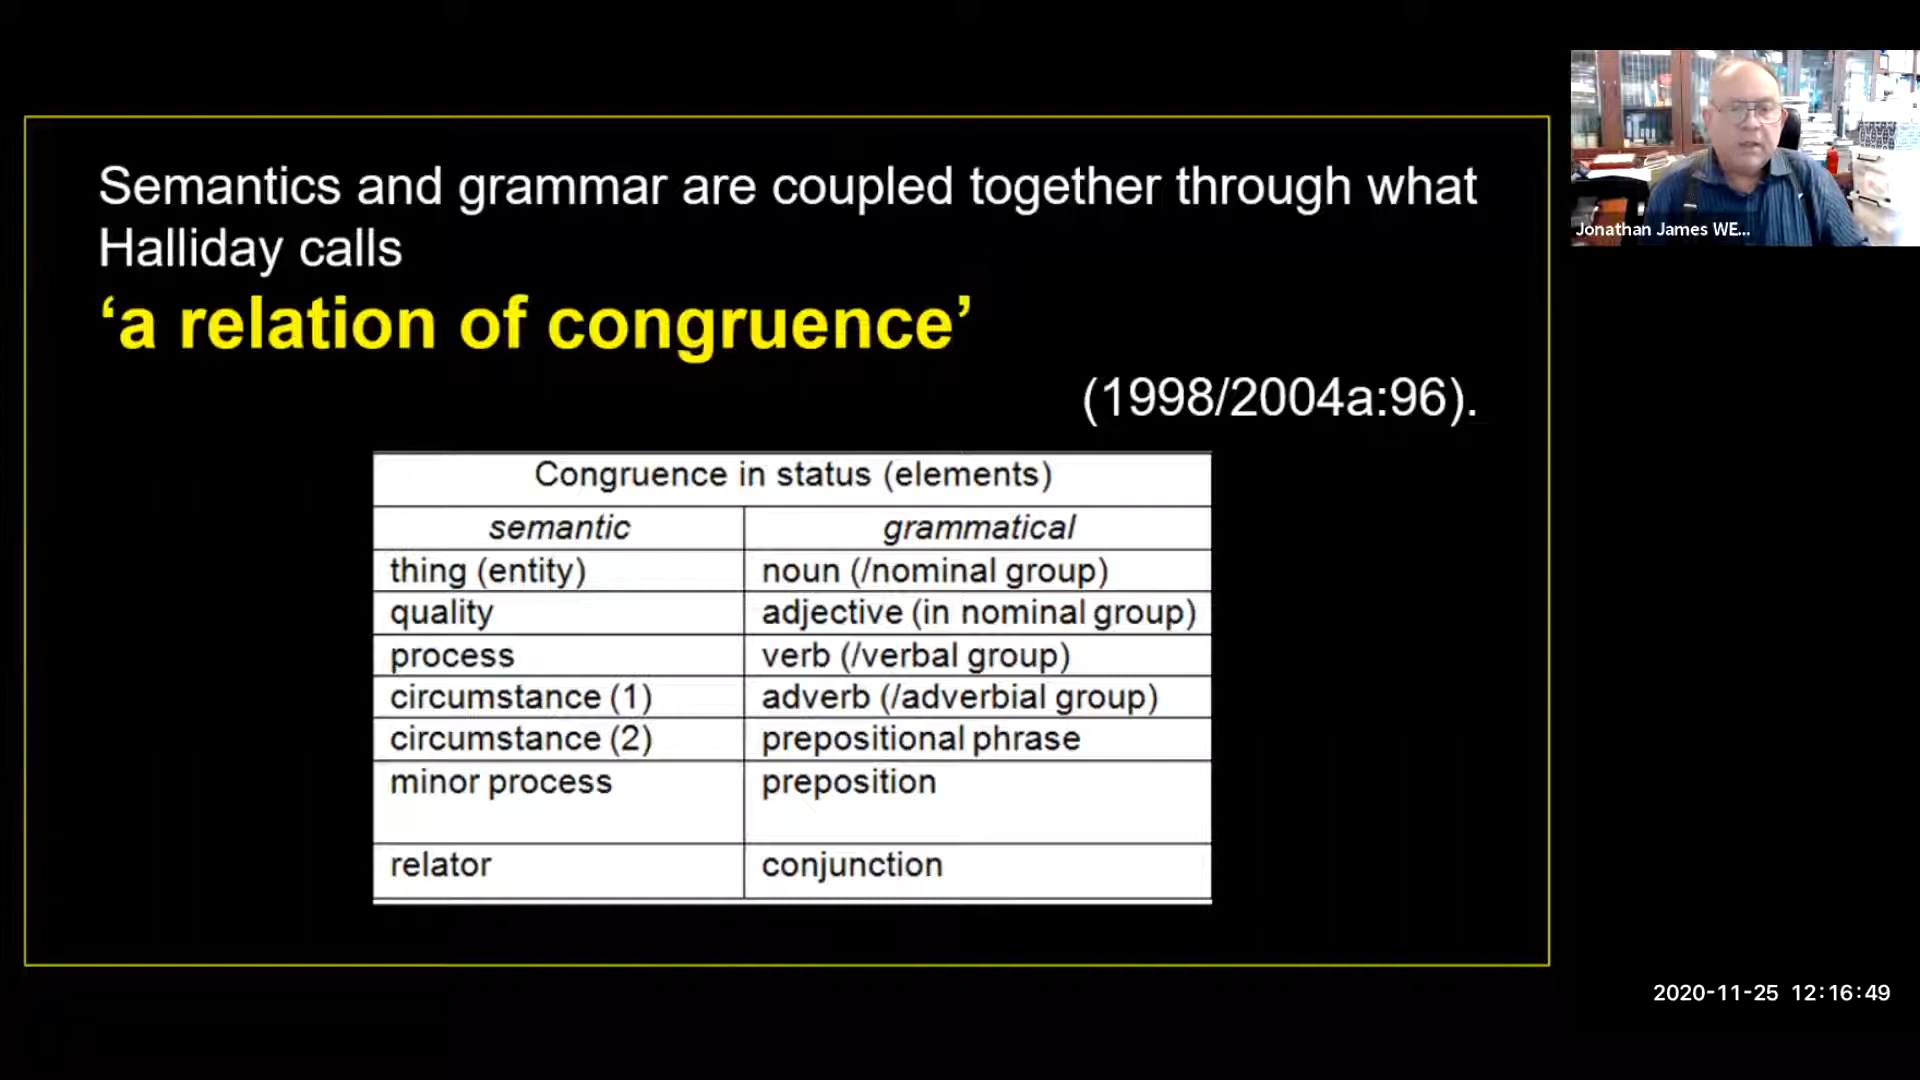 Semantics and grammar are coupled together through what
Halliday calls
‘a relation of congruence’
(1998/2004a:96).
Congruence in status (elements)
semantic grammatical
thing (entity) noun (/nominal group)
quality adjective (in nominal group)
process verb (/verbal group)
circumstance (1) adverb (/adverbial group)
circumstance (2) prepositional phrase
minor process preposition
relator conjunction
Jonathan James WE...
2020-11-25 12:16:49